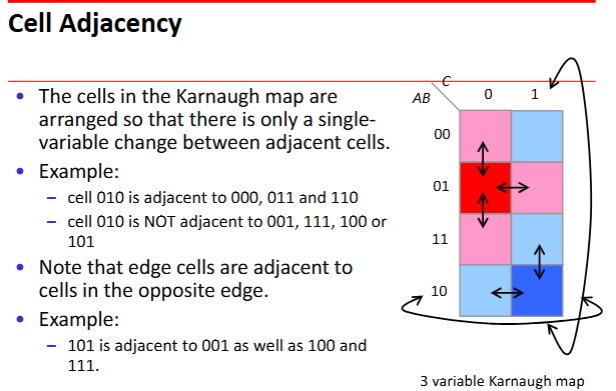 Cell Adjacency
• The cells in the Karnaugh map are
arranged so that there is only a single-
variable change between adjacent cells.
• Example:
– cell 010 is adjacent to 000, 011 and 110
– cell 010 is NOT adjacent to 001, 111, 100 or
101
• Note that edge cells are adjacent to
cells in the opposite edge.
• Example:
– 101 is adjacent to 001 as well as 100 and
111.
C
AB
0 1
00
01
11
10
3 variable Karnaugh map